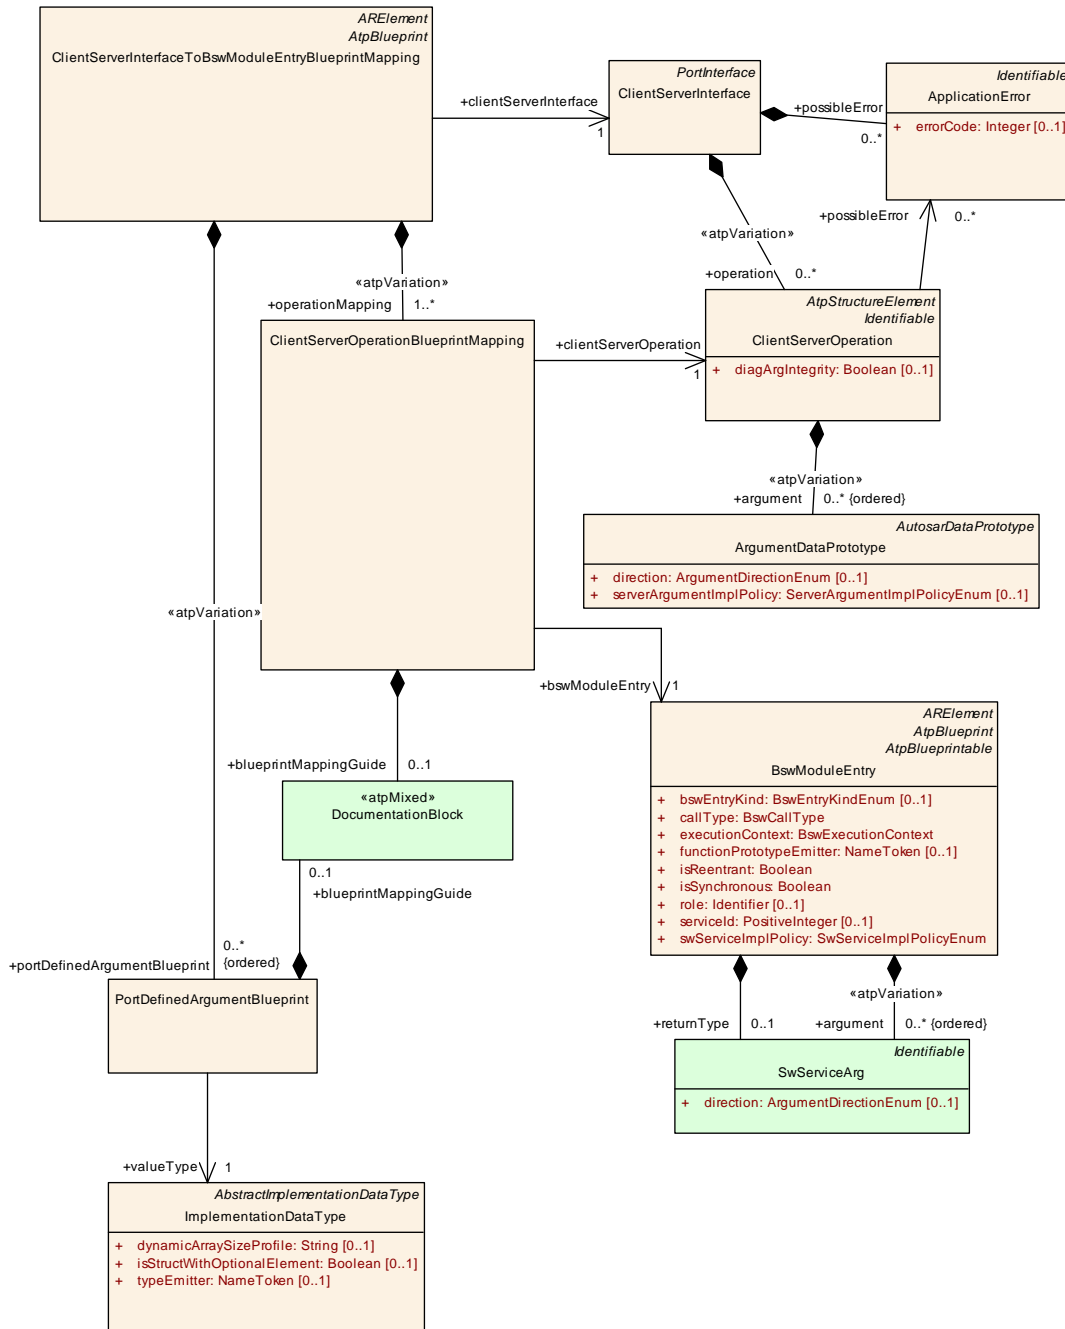 ARElement
AtpBlueprint
ClientServerInterfaceToBswModuleEntryBlueprintMapping
+clientServerInterface
1
PortInterface
ClientServerInterface
+possibleError
0..*
Identifiable
ApplicationError
+ errorCode: Integer [0..1]
+possibleError
0..*
«atpVariation»
+operation 0..*
«atpVariation»
+operationMapping 1..*
ClientServerOperationBlueprintMapping
+clientServerOperation
1
AtpStructureElement
Identifiable
ClientServerOperation
+ diagArgIntegrity: Boolean [0..1]
«atpVariation»
+argument 0..* {ordered}
AutosarDataPrototype
ArgumentDataPrototype
+ direction: ArgumentDirectionEnum [0..1]
+ serverArgumentImplPolicy: ServerArgumentImplPolicyEnum [0..1]
«atpVariation»
+bswModuleEntry 1
ARElement
AtpBlueprint
AtpBlueprintable
BswModuleEntry
+ bswEntryKind: BswEntryKindEnum [0..1]
+ callType: BswCallType
+ executionContext: BswExecutionContext
+ functionPrototypeEmitter: NameToken [0..1]
+ isReentrant: Boolean
+ isSynchronous: Boolean
+ role: Identifier [0..1]
+ serviceId: PositiveInteger [0..1]
+ swServiceImplPolicy: SwServiceImplPolicyEnum
+blueprintMappingGuide 0..1
«atpMixed»
DocumentationBlock
0..1
+blueprintMappingGuide
0..*
{ordered}
+portDefinedArgumentBlueprint
PortDefinedArgumentBlueprint
«atpVariation»
+returnType 0..1
+argument 0..* {ordered}
Identifiable
SwServiceArg
+ direction: ArgumentDirectionEnum [0..1]
+valueType 1
AbstractImplementationDataType
ImplementationDataType
+ dynamicArraySizeProfile: String [0..1]
+ isStructWithOptionalElement: Boolean [0..1]
+ typeEmitter: NameToken [0..1]